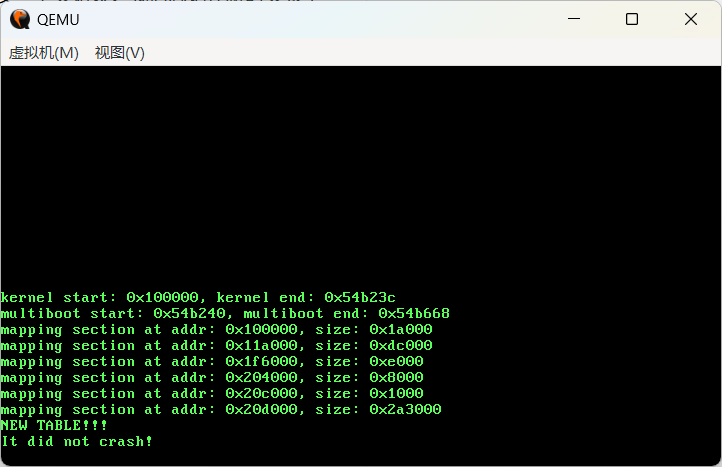 QEMU
虚拟机(M) 视图(V)
kernel start: 0x100000, kernel end: 0x54b23c
multiboot start: 0x54b240, multiboot end: 0x54b668
mapping section at addr: 0x100000, size: 0x1a000
mapping section at addr: 0x11a000, size: 0xdc000
mapping section at addr: 0x1f6000, size: 0xe000
mapping section at addr: 0x204000, size: 0x8000
mapping section at addr: 0x20c000, size: 0x1000
mapping section at addr: 0x20d000, size: 0x2a3000
NEW TABLE!!!
It did not crash!